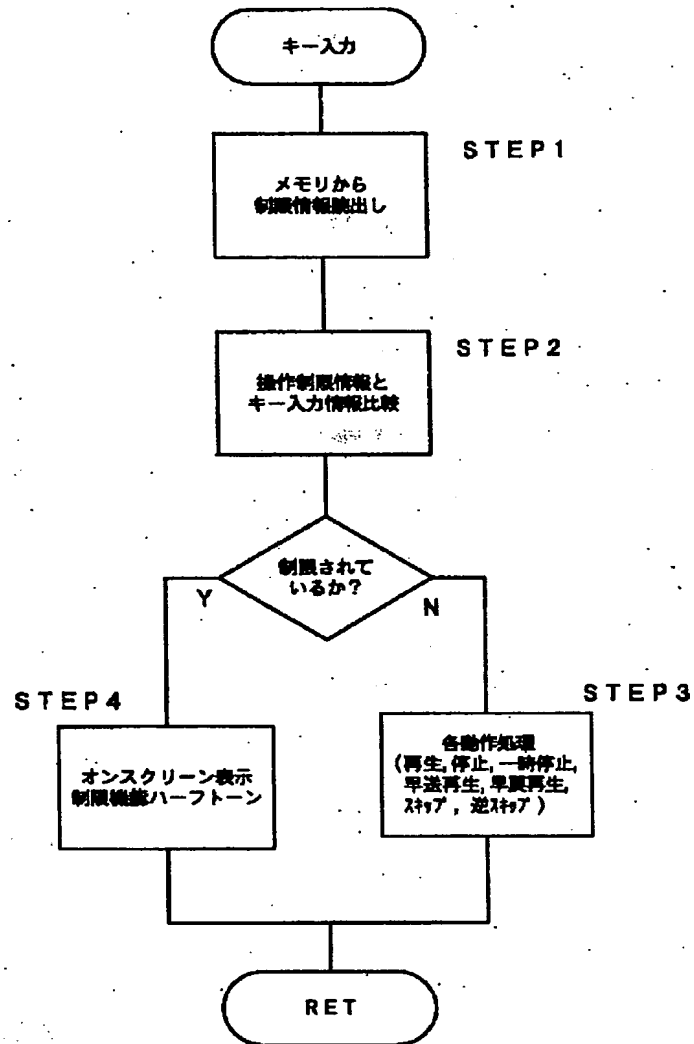 キー入力
STEP1
メモリから
制限情報読出し
STEP2
操作制限情報と
キー入力情報比較
制限されて
いるか?
Y
N
STEP4
STEP3
オンスクリーン表示
制限機能ハーフトーン
各動作処理
(再生,停止,一時停止,
早送再生,早戻再生,
スキップ,逆スキップ)
RET